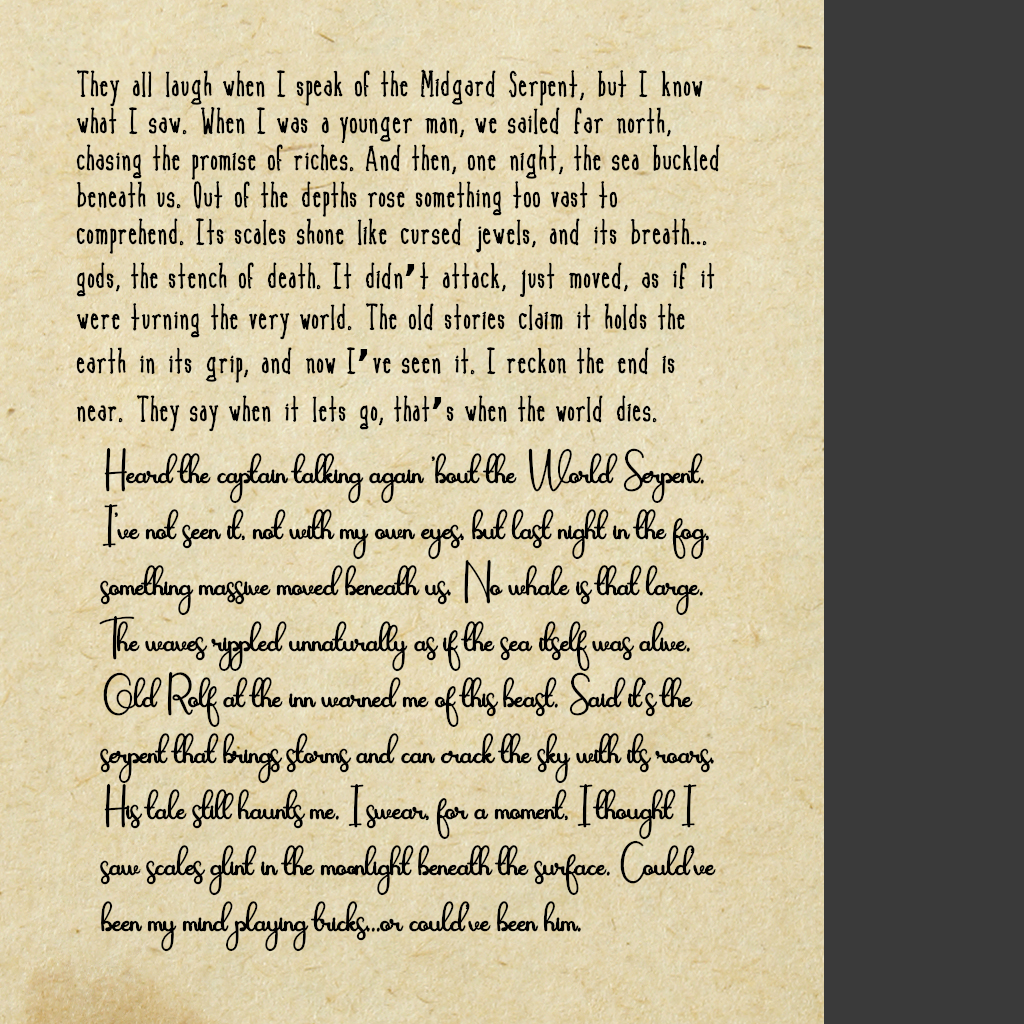 They all laugh when I speak of the Midgard Serpent, but I know
what I saw. When I was a younger man, we sailed far north,
chasing the promise of riches. And then, one night, the sea buckled
beneath us. Out of the depths rose something too vast to
comprehend. Its scales shone like cursed jewels, and its breath...
gods, the stench of death. It didn't attack, just moved, as if it
were turning the very world. The old stories claim it holds the
earth in its grip, and now I've seen it. I reckon the end is
near. They say when it lets go, that's when the world dies.
Heard the captain talking again 'bout the World Serpent.
I've not seen it, not with my own eyes, but last night in the fog,
something massive moved beneath us. No whale is that large.
The waves rippled unnaturally as if the sea itself was alive.
Old Rolf at the inn warned me of this beast. Said it's the
serpent that brings storms and can crack the sky with its roars.
His tale still haunts me. I swear, for a moment, I thought I
saw scales glint in the moonlight beneath the surface. Could've
been my mind playing tricks...or could've been him.